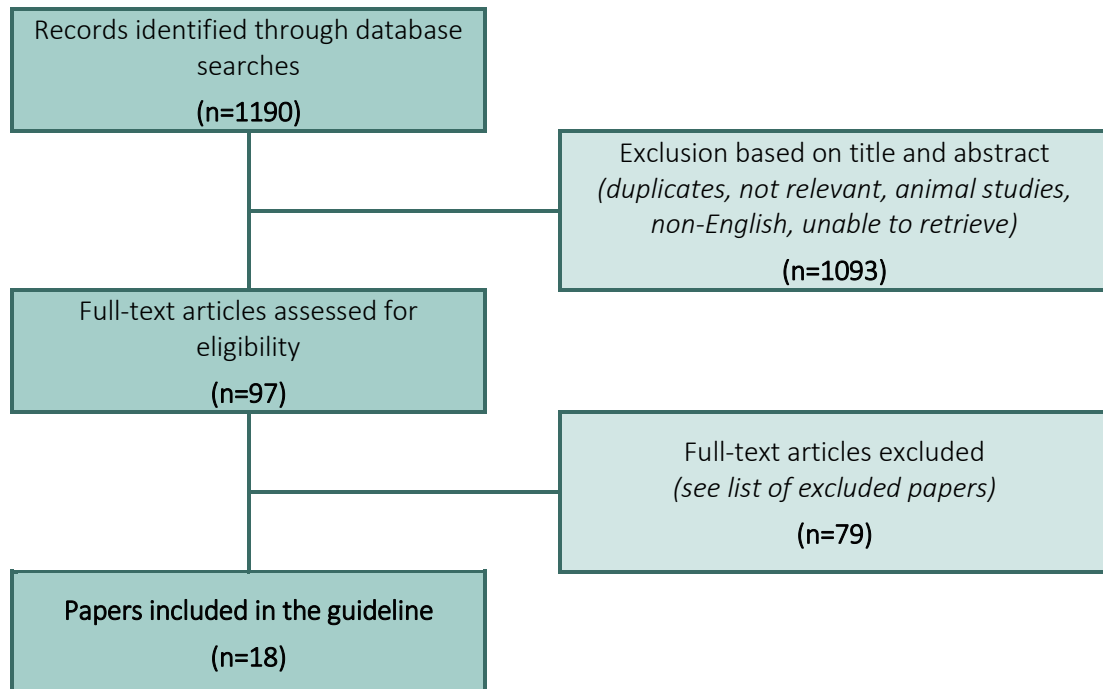 Records identified through database
searches
(n=1190)
Exclusion based on title and abstract
(duplicates, not relevant, animal studies,
non-English, unable to retrieve)
(n=1093)
Full-text articles assessed for
eligibility
(n=97)
Full-text articles excluded
(see list of excluded papers)
(n=79)
Papers included in the guideline
(n=18)